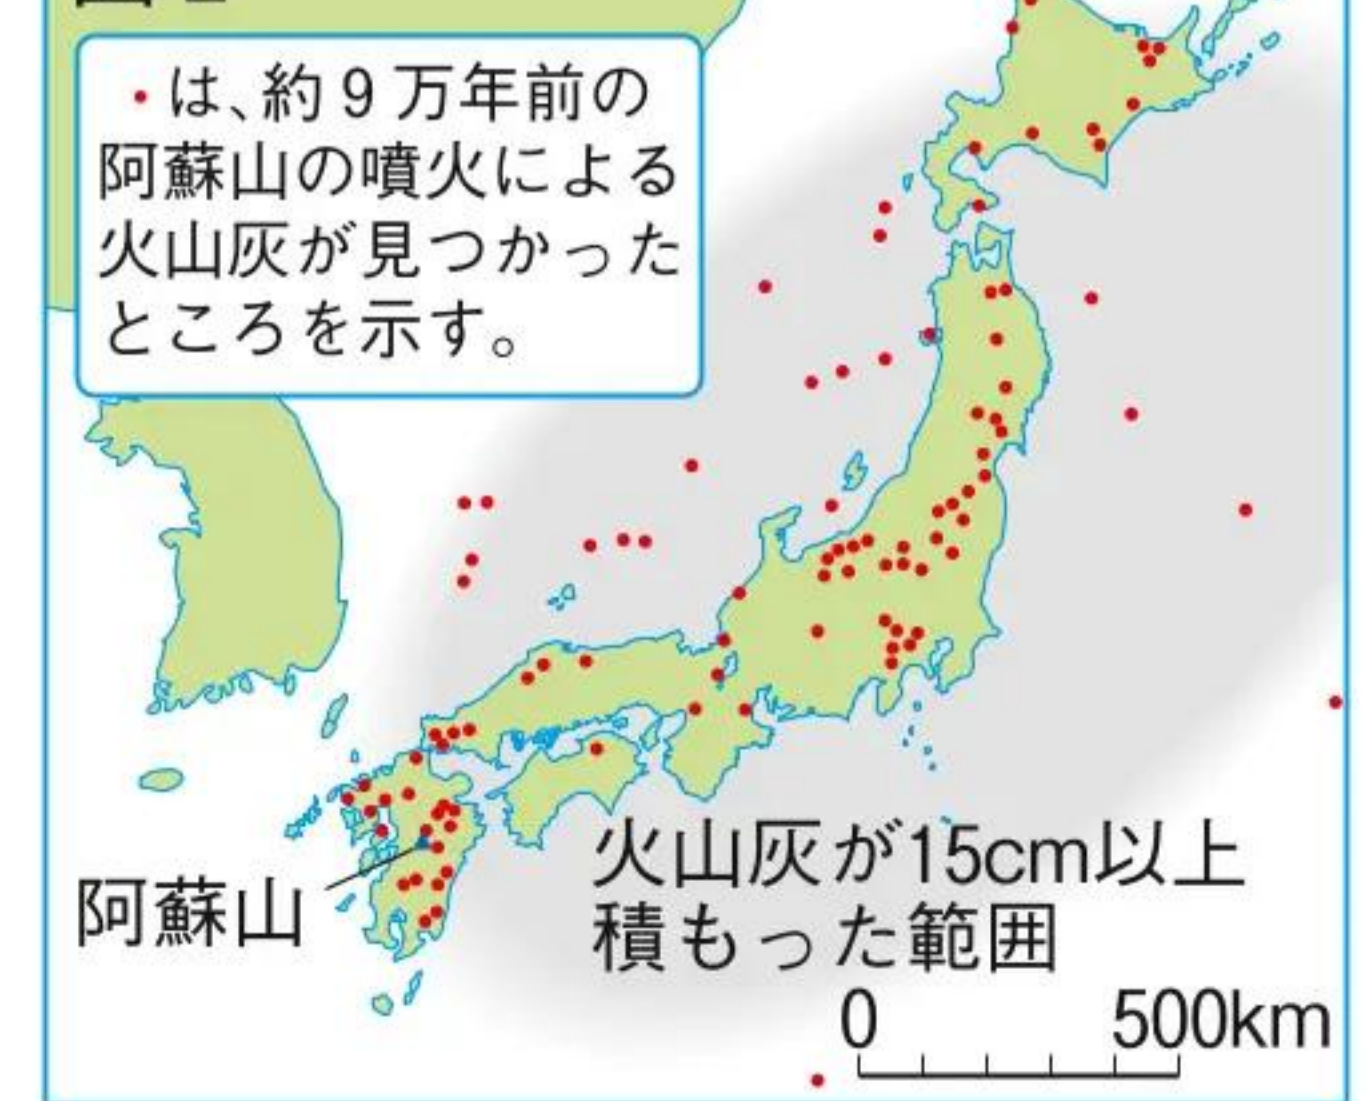 ・は、約9万年前の
阿蘇山の噴火による
火山灰が見つかった
ところを示す。
阿蘇山
火山灰が15cm以上
積もった範囲
0 500km